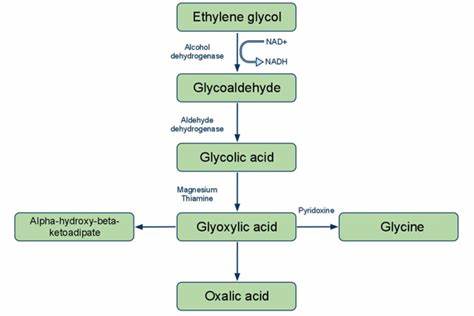 Ethylene glycol
Alcohol
dehydrogenase
NAD+
NADH
Glycoaldehyde
Aldehyde
dehydrogenase
Glycolic acid
Magnesium
Thiamine
Alpha-hydroxy-beta-
ketoadipate
Glyoxylic acid
Pyridoxine
Glycine
Oxalic acid